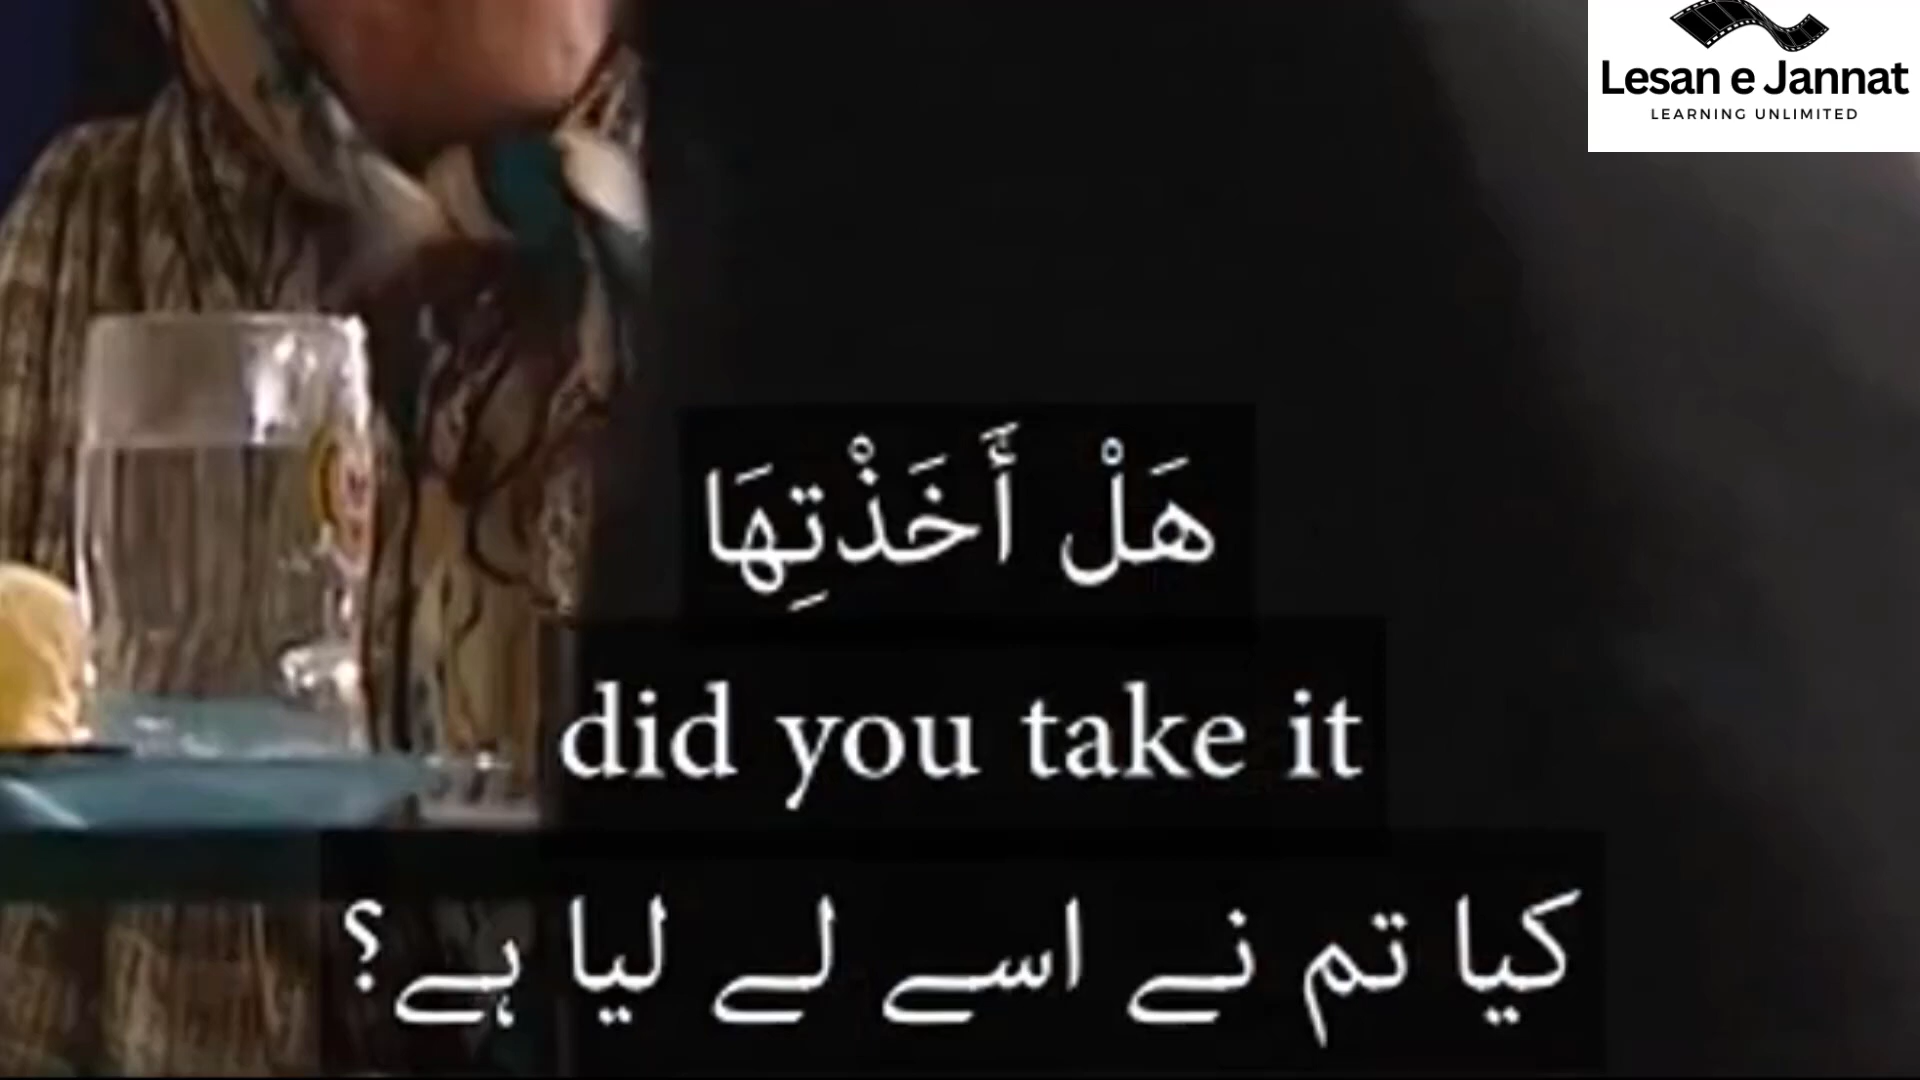 Lesan e Jannat
LEARNING UNLIMITED
هَلْ أَخَذْتِهَا
did you take it
کیا تم نے اسے لے لیا ہے؟